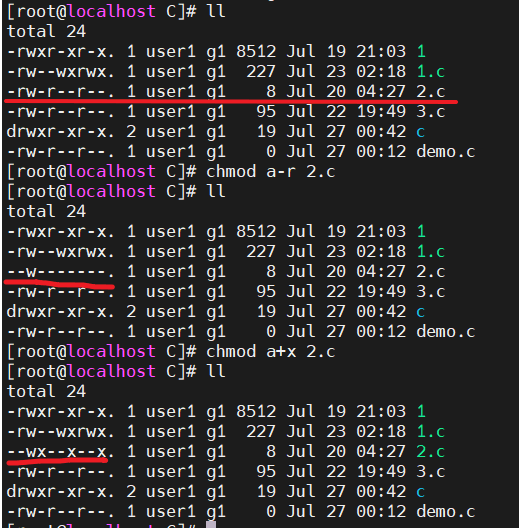 [root@localhost C]# ll
total 24
-rwxr-xr-x. 1 user1 g1 8512 Jul 19 21:03 1
-rw--wxrwx. 1 user1 g1  227 Jul 23 02:18 1.c
-rw-r--r--. 1 user1 g1    8 Jul 20 04:27 2.c
-rw-r--r--. 1 user1 g1   95 Jul 22 19:49 3.c
drwxr-xr-x. 2 user1 g1   19 Jul 27 00:42 c
-rw-r--r--. 1 user1 g1    0 Jul 27 00:12 demo.c
[root@localhost C]# chmod a-r 2.c
[root@localhost C]# ll
total 24
-rwxr-xr-x. 1 user1 g1 8512 Jul 19 21:03 1
-rw--wxrwx. 1 user1 g1  227 Jul 23 02:18 1.c
--w-------. 1 user1 g1    8 Jul 20 04:27 2.c
-rw-r--r--. 1 user1 g1   95 Jul 22 19:49 3.c
drwxr-xr-x. 2 user1 g1   19 Jul 27 00:42 c
-rw-r--r--. 1 user1 g1    0 Jul 27 00:12 demo.c
[root@localhost C]# chmod a+x 2.c
[root@localhost C]# ll
total 24
-rwxr-xr-x. 1 user1 g1 8512 Jul 19 21:03 1
-rw--wxrwx. 1 user1 g1  227 Jul 23 02:18 1.c
--wx--x--x. 1 user1 g1    8 Jul 20 04:27 2.c
-rw-r--r--. 1 user1 g1   95 Jul 22 19:49 3.c
drwxr-xr-x. 2 user1 g1   19 Jul 27 00:42 c
-rw-r--r--. 1 user1 g1    0 Jul 27 00:12 demo.c
[root@localhost C]#